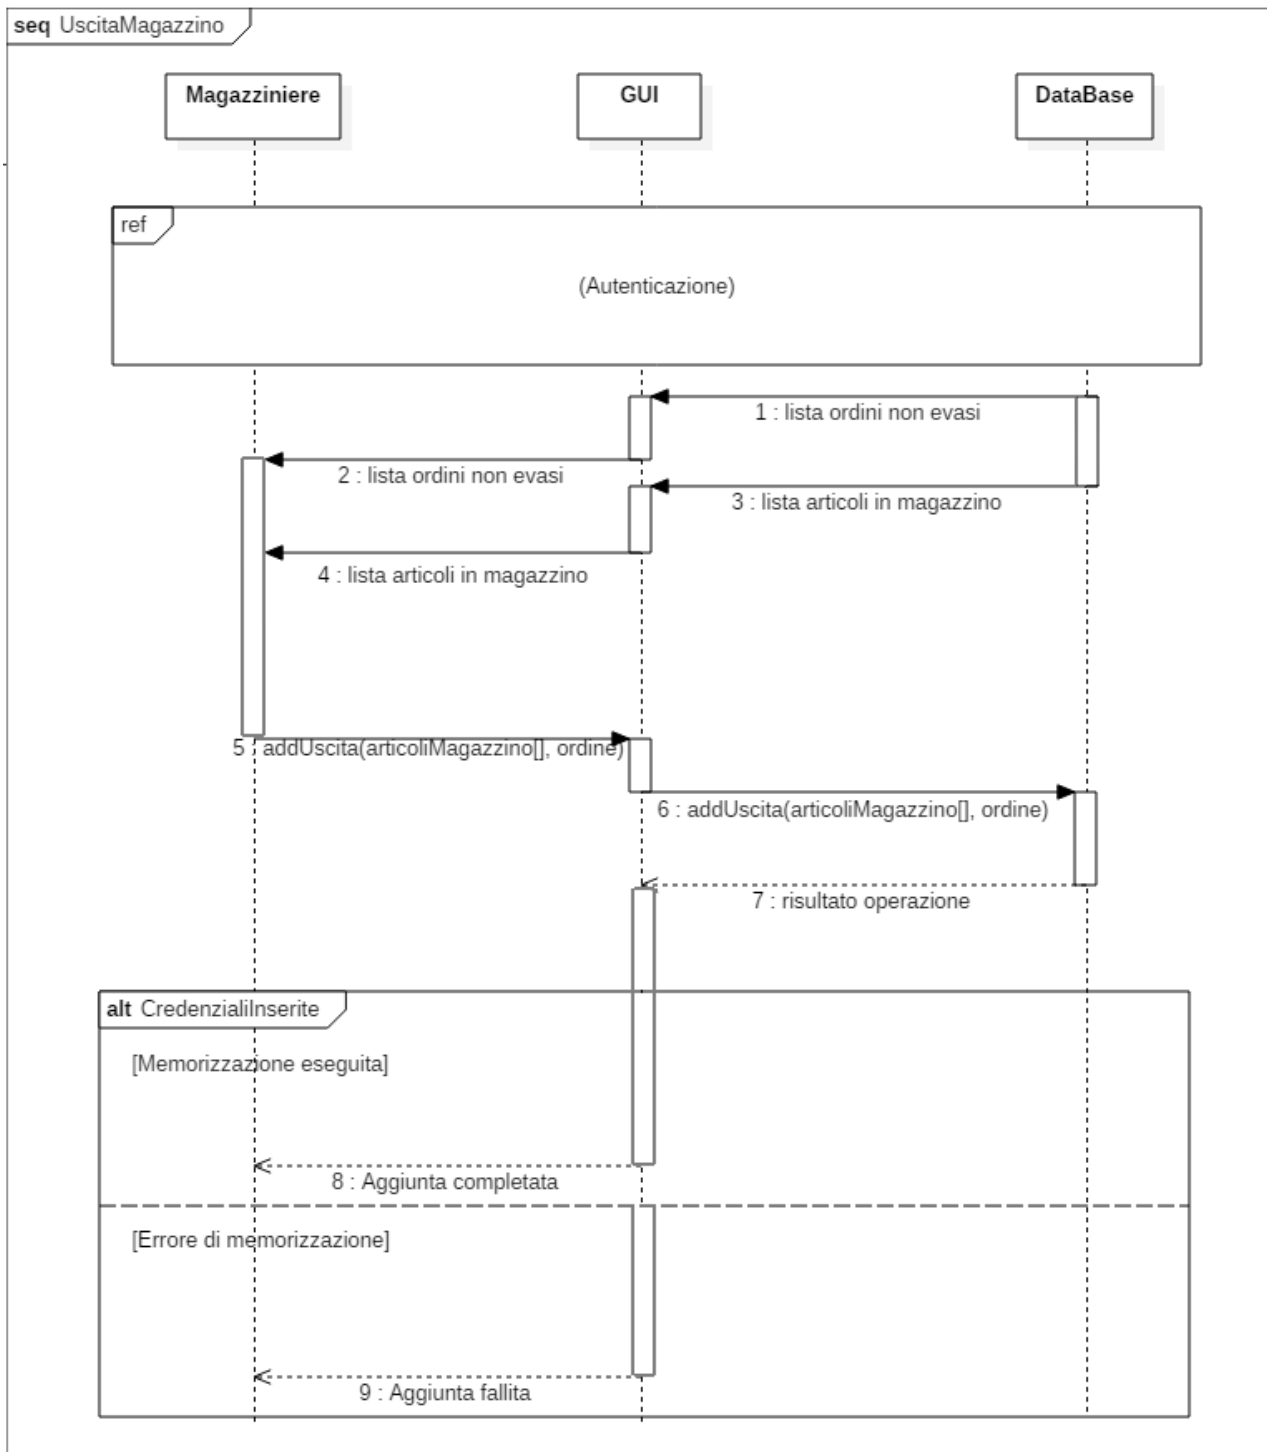 seq UscitaMagazzino
Magazziniere
GUI
DataBase
ref
(Autenticazione)
1 : lista ordini non evasi
2 : lista ordini non evasi
3 : lista articoli in magazzino
4 : lista articoli in magazzino
5 : addUscita(articoliMagazzino[], ordine)
6 : addUscita(articoliMagazzino[], ordine)
7 : risultato operazione
alt CredenzialiInserite
[Memorizzazione eseguita]
8 : Aggiunta completata
[Errore di memorizzazione]
9 : Aggiunta fallita